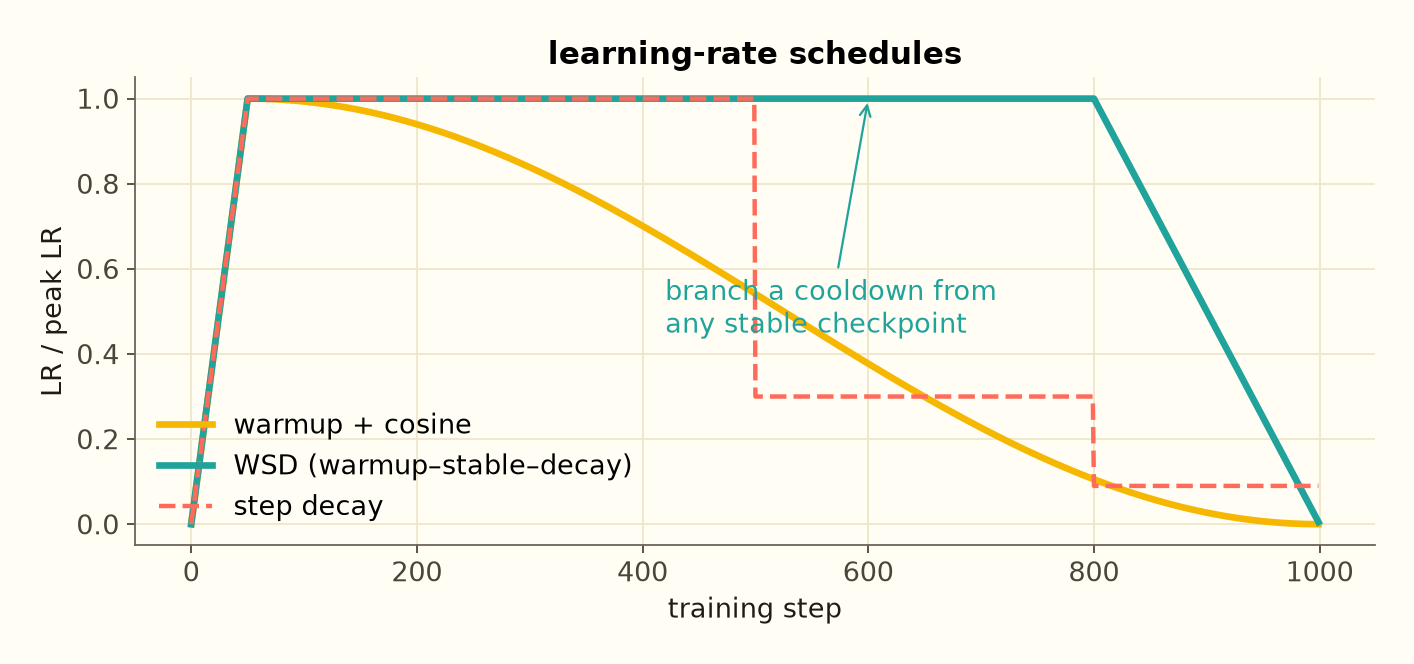 learning-rate schedules
LR / peak LR
1.0
0.8
0.6
0.4
0.2
0.0
branch a cooldown from
any stable checkpoint
warmup + cosine
WSD (warmup–stable–decay)
step decay
0 200 400 600 800 1000
training step